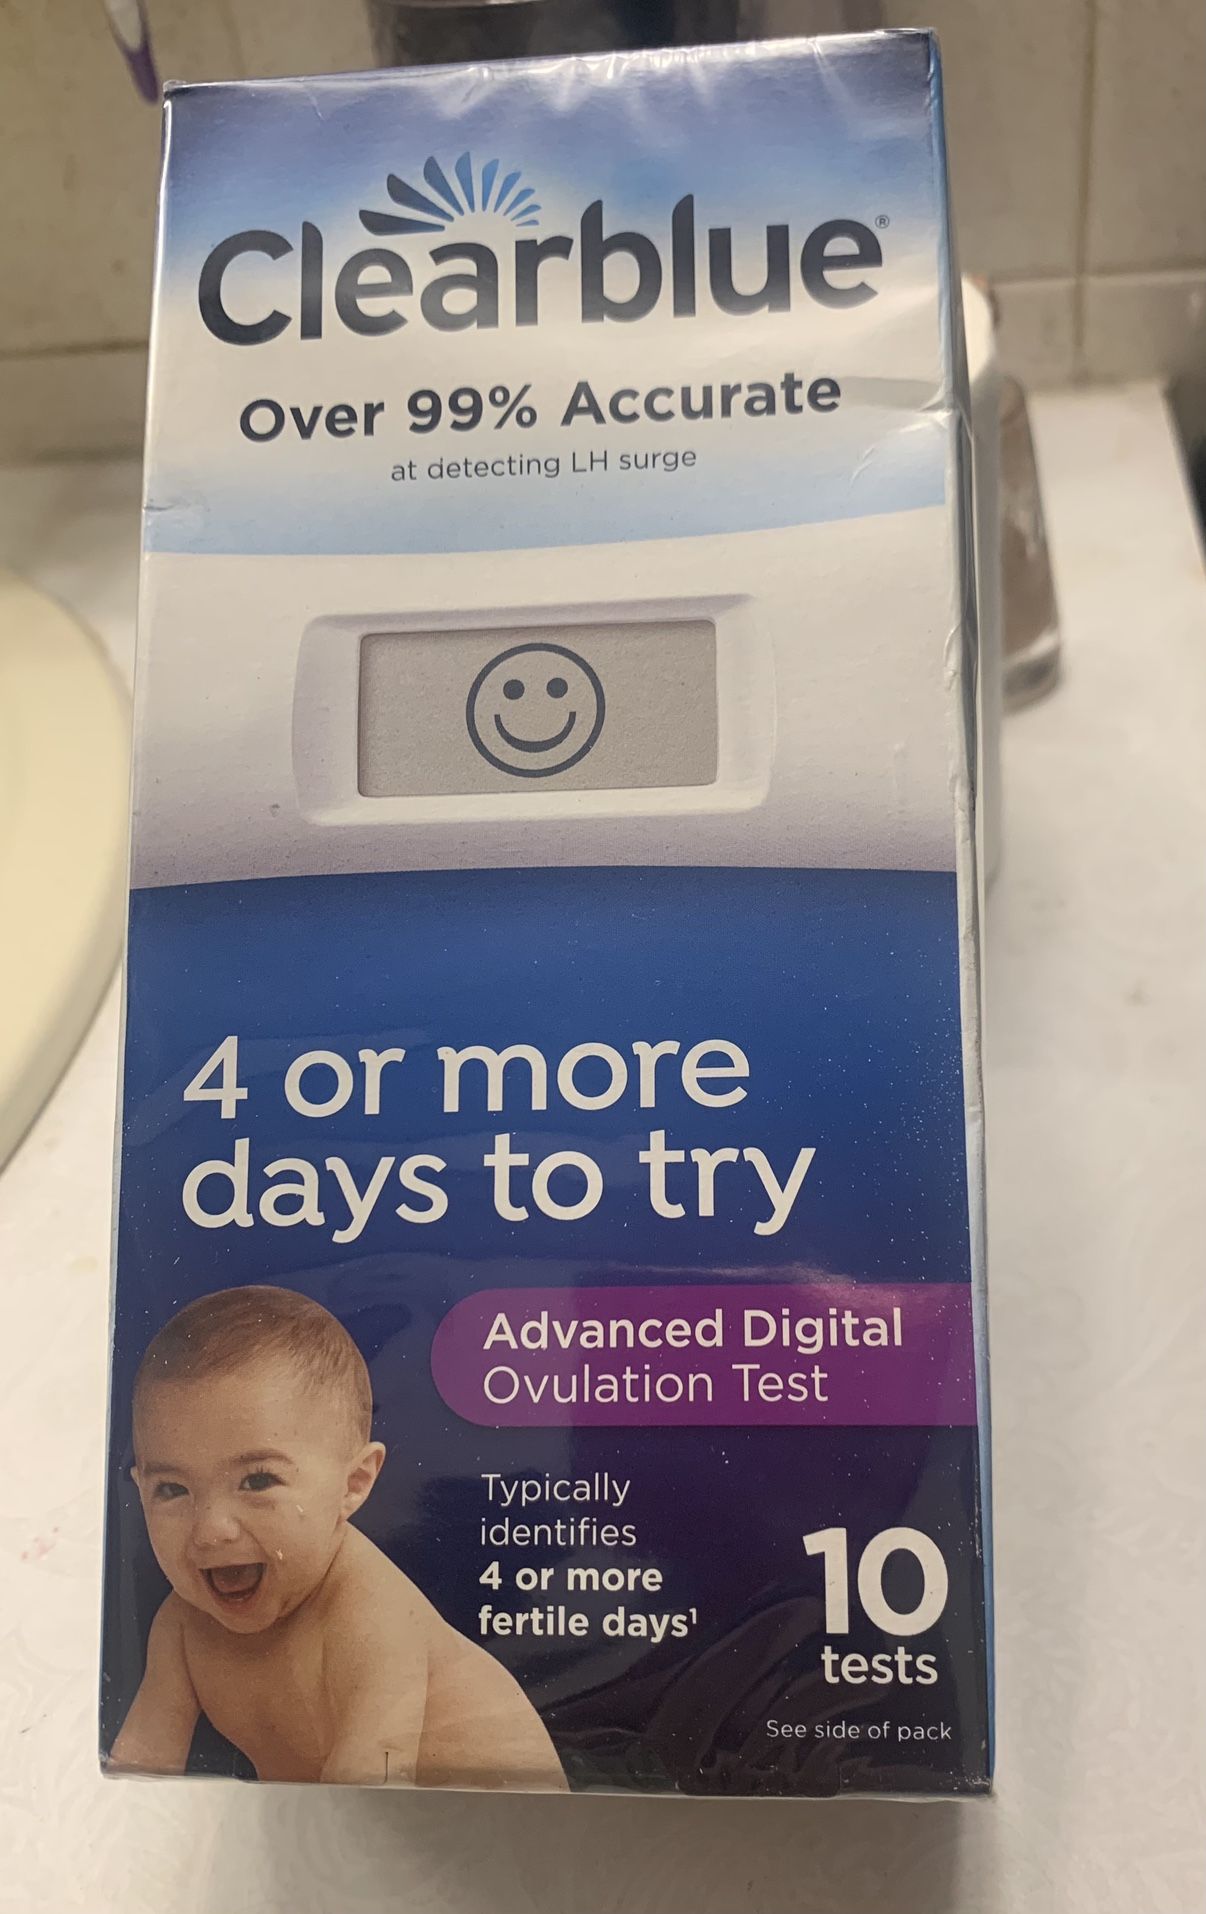 Clearblue®
Over 99% Accurate
at detecting LH surge
4 or more
days to try
Advanced Digital
Ovulation Test
Typically
identifies
4 or more
fertile days¹
10
tests
See side of pack